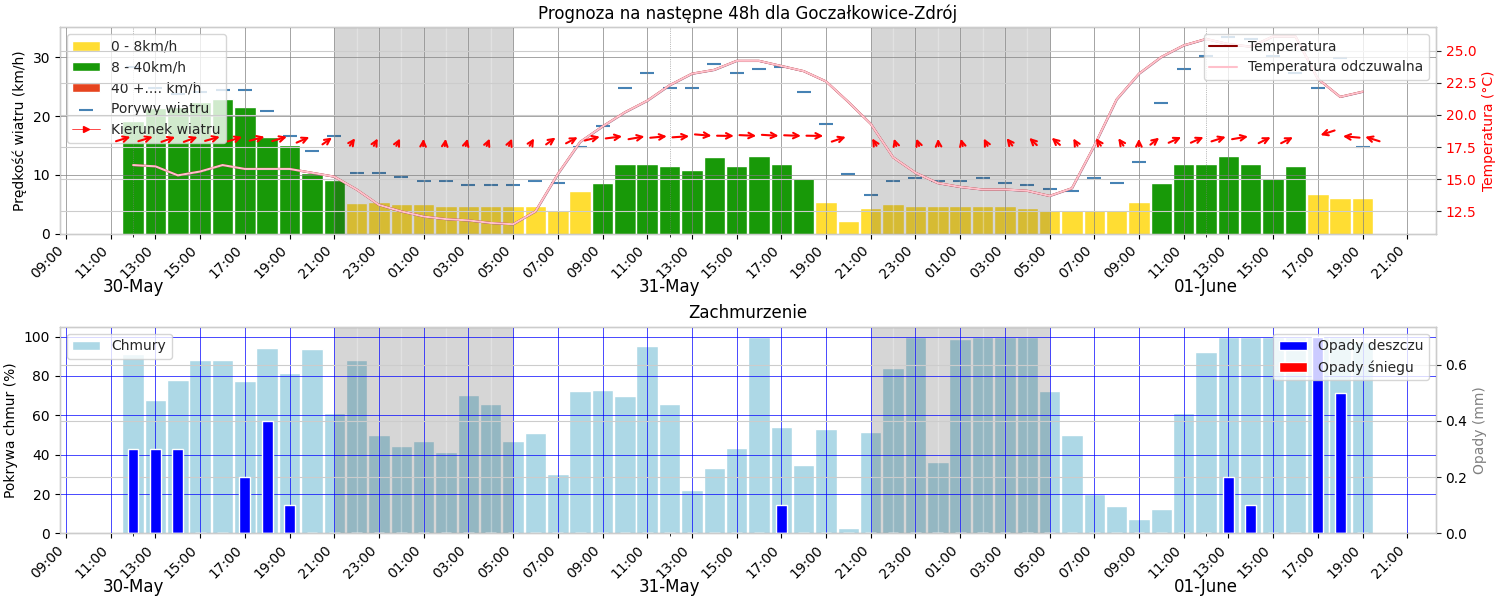 Prognoza na następne 48h dla Goczałkowice-Zdrój
Prędkość wiatru (km/h)
30
20
10
0
0 - 8km/h
8 - 40km/h
40 +.... km/h
Porywy wiatru
Kierunek wiatru
Temperatura
Temperatura odczuwalna
25.0
22.5
20.0
17.5
15.0
12.5
Temperatura (°C)
09:00 11:00 13:00 15:00 17:00 19:00 21:00 23:00 01:00 03:00 05:00 07:00 09:00 11:00 13:00 15:00 17:00 19:00 21:00 23:00 01:00 03:00 05:00 07:00 09:00 11:00 13:00 15:00 17:00 19:00 21:00
30-May 31-May 01-June
Zachmurzenie
Pokrywa chmur (%)
100
80
60
40
20
0
Chmury
Opady deszczu
Opady śniegu
0.6
0.4
0.2
0.0
Opady (mm)
09:00 11:00 13:00 15:00 17:00 19:00 21:00 23:00 01:00 03:00 05:00 07:00 09:00 11:00 13:00 15:00 17:00 19:00 21:00 23:00 01:00 03:00 05:00 07:00 09:00 11:00 13:00 15:00 17:00 19:00 21:00
30-May 31-May 01-June